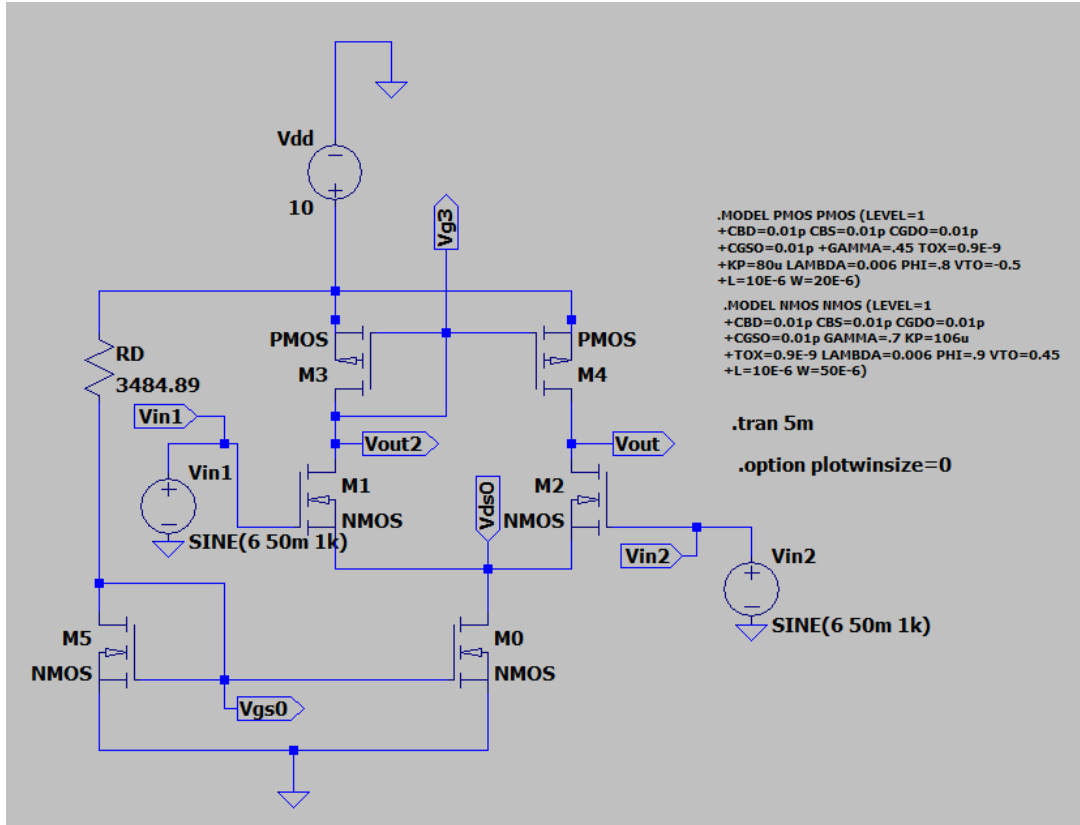 Vdd
10
Vg3
.MODEL PMOS PMOS (LEVEL=1
+CBD=0.01p CBS=0.01p CGDO=0.01p
+CGSO=0.01p +GAMMA=.45 TOX=0.9E-9
+KP=80u LAMBDA=0.006 PHI=.8 VTO=-0.5
+L=10E-6 W=20E-6)
.MODEL NMOS NMOS (LEVEL=1
+CBD=0.01p CBS=0.01p CGDO=0.01p
+CGSO=0.01p GAMMA=.7 KP=106u
+TOX=0.9E-9 LAMBDA=0.006 PHI=.9 VTO=0.45
+L=10E-6 W=50E-6)
PMOS
M3
PMOS
M4
RD
3484.89
Vin1
Vout2
Vout
.tran 5m
.option plotwinsize=0
Vin1
SINE(6 50m 1k)
M1
NMOS
Vds0
M2
NMOS
Vin2
Vin2
SINE(6 50m 1k)
M5
NMOS
Vgs0
M0
NMOS